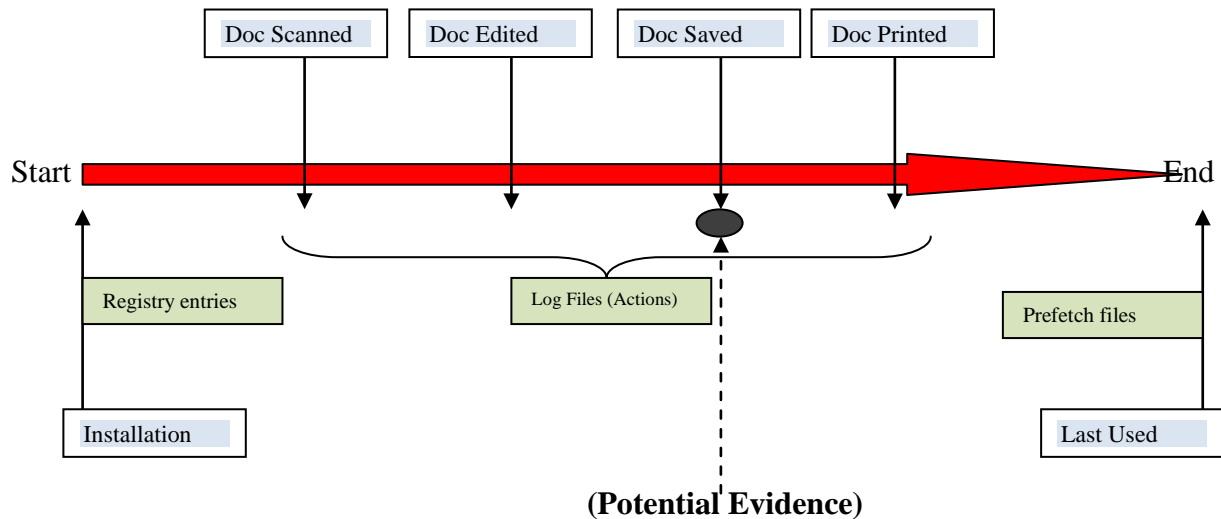 Doc Scanned
Doc Edited
Doc Saved
Doc Printed
Start
End
Registry entries
Log Files (Actions)
Prefetch files
Installation
Last Used
(Potential Evidence)